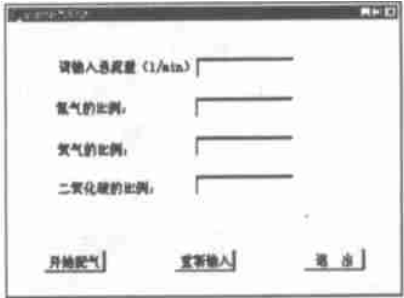 请输入总流量(l/min)
氮气的比例:
氧气的比例:
二氧化碳的比例:
开始配气 重新输入 退 出